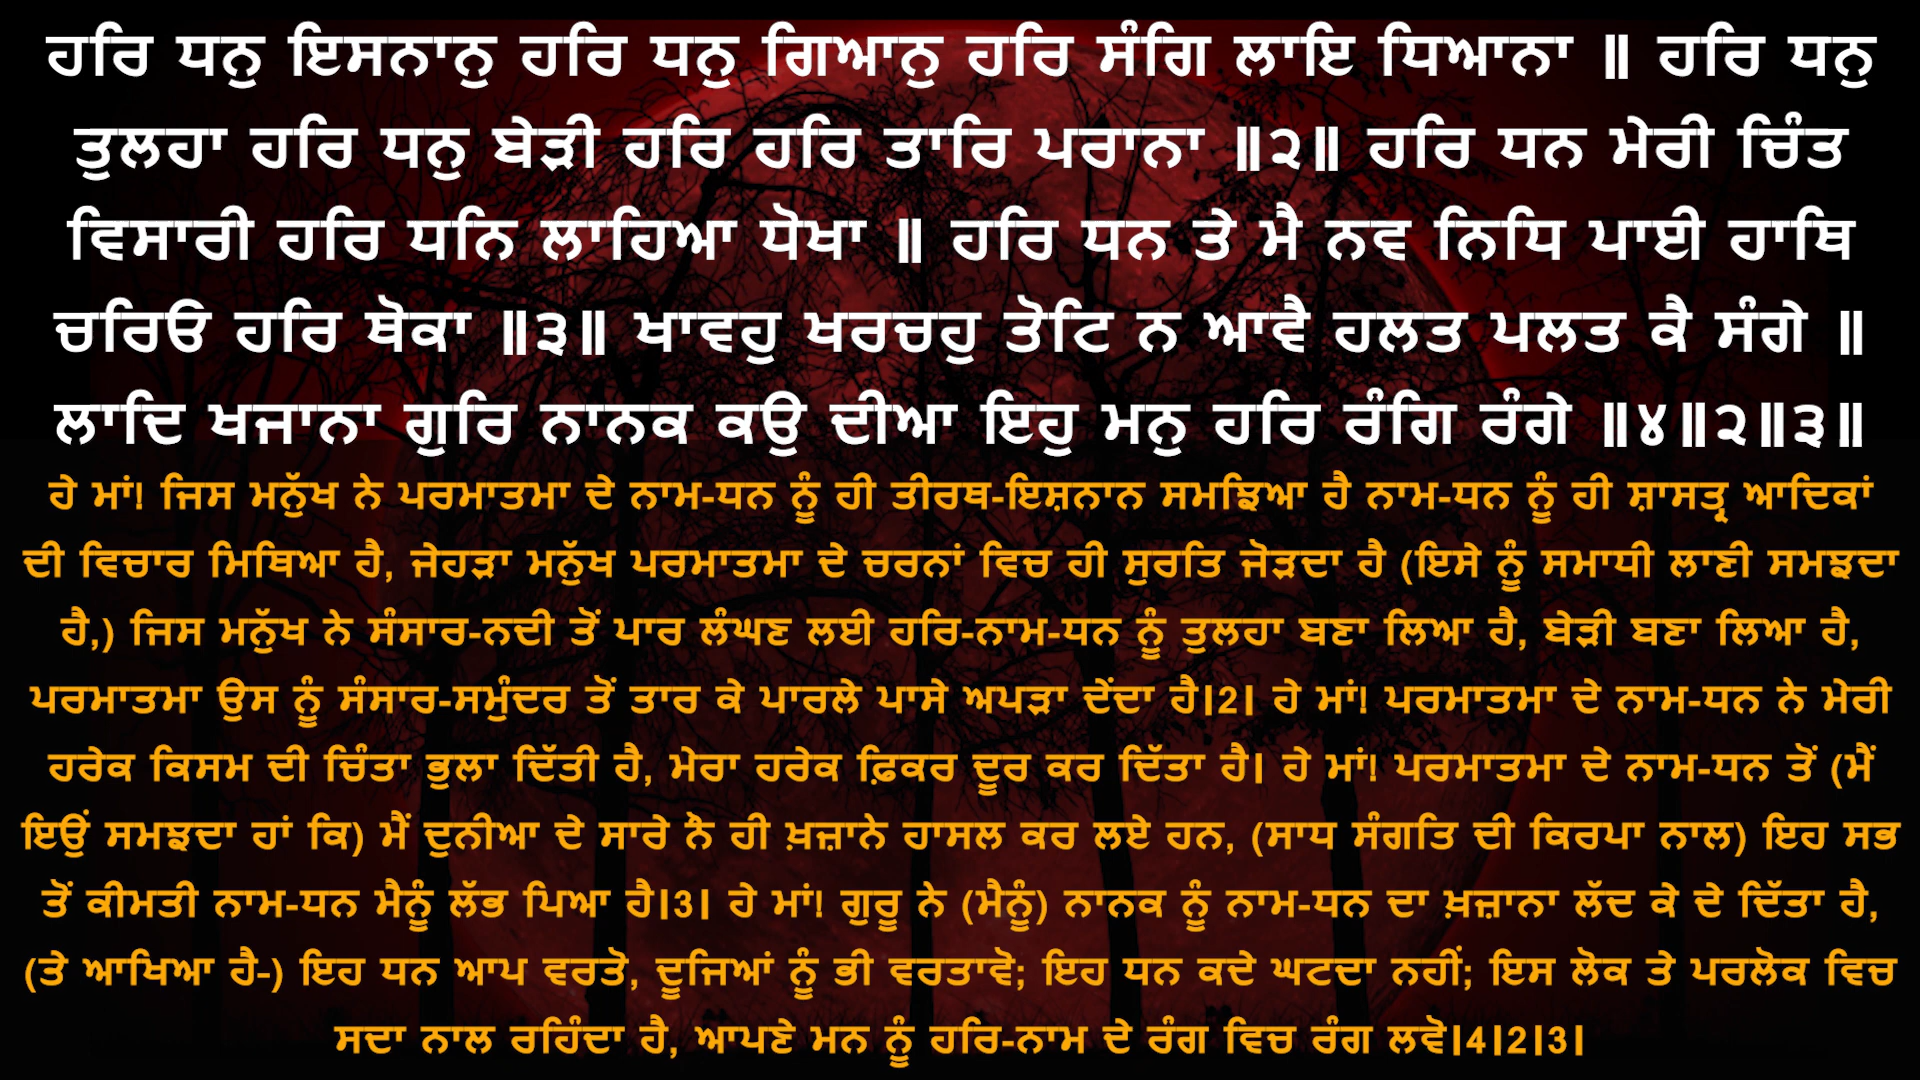 ਹਰਿ ਧਨੁ ਇਸਨਾਨੁ ਹਰਿ ਧਨੁ ਗਿਆਨੁ ਹਰਿ ਸੰਗਿ ਲਾਇ ਧਿਆਨਾ ॥ ਹਰਿ ਧਨੁ
ਤੁਲਹਾ ਹਰਿ ਧਨੁ ਬੇੜੀ ਹਰਿ ਹਰਿ ਤਾਰਿ ਪਰਾਨਾ ॥੨॥ ਹਰਿ ਧਨ ਮੇਰੀ ਚਿੰਤ
ਵਿਸਾਰੀ ਹਰਿ ਧਨਿ ਲਾਹਿਆ ਧੋਖਾ ॥ ਹਰਿ ਧਨ ਤੇ ਮੈ ਨਵ ਨਿਧਿ ਪਾਈ ਹਾਥਿ
ਚਰਿਓ ਹਰਿ ਥੋਕਾ ॥੩॥ ਖਾਵਹੁ ਖਰਚਹੁ ਤੋਟਿ ਨ ਆਵੈ ਹਲਤ ਪਲਤ ਕੈ ਸੰਗੇ ॥
ਲਾਦਿ ਖਜਾਨਾ ਗੁਰਿ ਨਾਨਕ ਕਉ ਦੀਆ ਇਹੁ ਮਨੁ ਹਰਿ ਰੰਗਿ ਰੰਗੇ ॥੪॥੨॥੩॥
ਹੇ ਮਾਂ! ਜਿਸ ਮਨੁੱਖ ਨੇ ਪਰਮਾਤਮਾ ਦੇ ਨਾਮ-ਧਨ ਨੂੰ ਹੀ ਤੀਰਥ-ਇਸ਼ਨਾਨ ਸਮਝਿਆ ਹੈ ਨਾਮ-ਧਨ ਨੂੰ ਹੀ ਸ਼ਾਸਤ੍ਰ ਆਦਿਕਾਂ
ਦੀ ਵਿਚਾਰ ਮਿਥਿਆ ਹੈ, ਜੇਹੜਾ ਮਨੁੱਖ ਪਰਮਾਤਮਾ ਦੇ ਚਰਨਾਂ ਵਿਚ ਹੀ ਸੁਰਤਿ ਜੋੜਦਾ ਹੈ (ਇਸੇ ਨੂੰ ਸਮਾਧੀ ਲਾਣੀ ਸਮਝਦਾ
ਹੈ,) ਜਿਸ ਮਨੁੱਖ ਨੇ ਸੰਸਾਰ-ਨਦੀ ਤੋਂ ਪਾਰ ਲੰਘਣ ਲਈ ਹਰਿ-ਨਾਮ-ਧਨ ਨੂੰ ਤੁਲਹਾ ਬਣਾ ਲਿਆ ਹੈ, ਬੇੜੀ ਬਣਾ ਲਿਆ ਹੈ,
ਪਰਮਾਤਮਾ ਉਸ ਨੂੰ ਸੰਸਾਰ-ਸਮੁੰਦਰ ਤੋਂ ਤਾਰ ਕੇ ਪਾਰਲੇ ਪਾਸੇ ਅਪੜਾ ਦੇਂਦਾ ਹੈ।2। ਹੇ ਮਾਂ! ਪਰਮਾਤਮਾ ਦੇ ਨਾਮ-ਧਨ ਨੇ ਮੇਰੀ
ਹਰੇਕ ਕਿਸਮ ਦੀ ਚਿੰਤਾ ਭੁਲਾ ਦਿੱਤੀ ਹੈ, ਮੇਰਾ ਹਰੇਕ ਫ਼ਿਕਰ ਦੂਰ ਕਰ ਦਿੱਤਾ ਹੈ। ਹੇ ਮਾਂ! ਪਰਮਾਤਮਾ ਦੇ ਨਾਮ-ਧਨ ਤੋਂ (ਮੈਂ
ਇਉਂ ਸਮਝਦਾ ਹਾਂ ਕਿ) ਮੈਂ ਦੁਨੀਆ ਦੇ ਸਾਰੇ ਨੌ ਹੀ ਖ਼ਜ਼ਾਨੇ ਹਾਸਲ ਕਰ ਲਏ ਹਨ, (ਸਾਧ ਸੰਗਤਿ ਦੀ ਕਿਰਪਾ ਨਾਲ) ਇਹ ਸਭ
ਤੋਂ ਕੀਮਤੀ ਨਾਮ-ਧਨ ਮੈਨੂੰ ਲੱਭ ਪਿਆ ਹੈ।3। ਹੇ ਮਾਂ! ਗੁਰੂ ਨੇ (ਮੈਨੂੰ) ਨਾਨਕ ਨੂੰ ਨਾਮ-ਧਨ ਦਾ ਖ਼ਜ਼ਾਨਾ ਲੱਦ ਕੇ ਦੇ ਦਿੱਤਾ ਹੈ,
(ਤੇ ਆਖਿਆ ਹੈ-) ਇਹ ਧਨ ਆਪ ਵਰਤੋ, ਦੂਜਿਆਂ ਨੂੰ ਭੀ ਵਰਤਾਵੋ; ਇਹ ਧਨ ਕਦੇ ਘਟਦਾ ਨਹੀਂ; ਇਸ ਲੋਕ ਤੇ ਪਰਲੋਕ ਵਿਚ
ਸਦਾ ਨਾਲ ਰਹਿੰਦਾ ਹੈ, ਆਪਣੇ ਮਨ ਨੂੰ ਹਰਿ-ਨਾਮ ਦੇ ਰੰਗ ਵਿਚ ਰੰਗ ਲਵੋ।4।2।3।